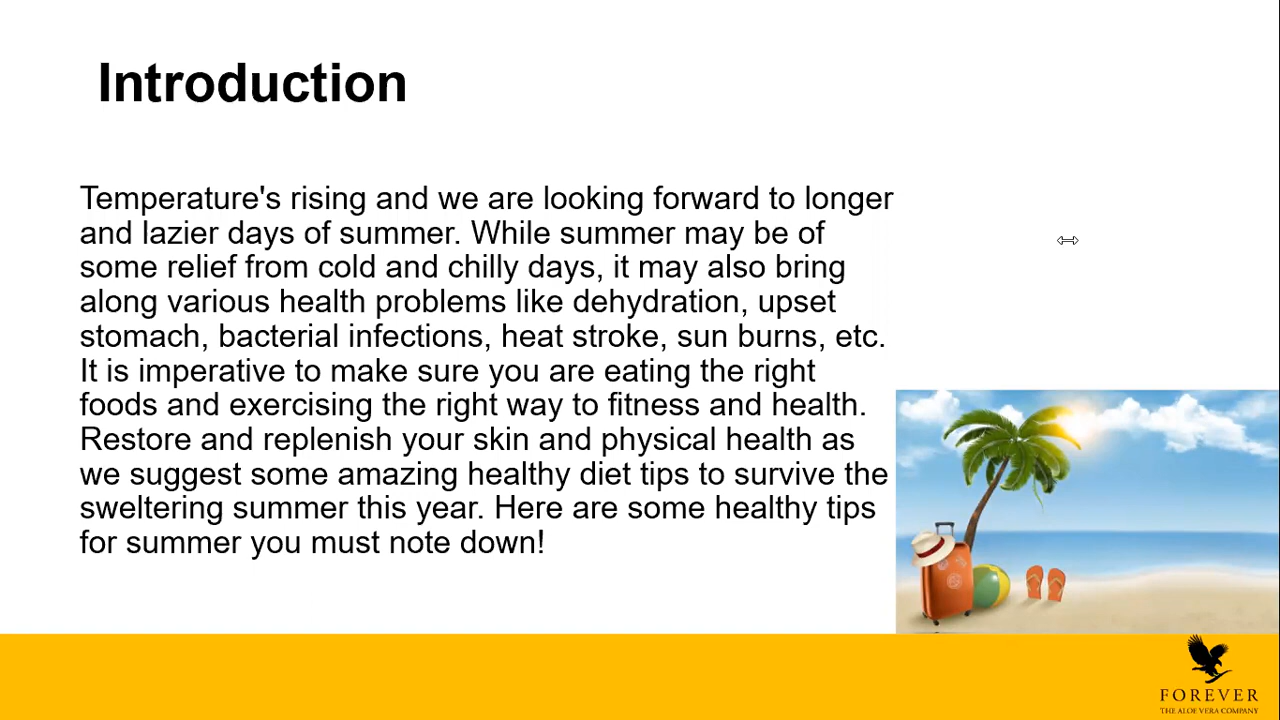 Introduction
Temperature's rising and we are looking forward to longer
and lazier days of summer. While summer may be of
some relief from cold and chilly days, it may also bring
along various health problems like dehydration, upset
stomach, bacterial infections, heat stroke, sun burns, etc.
It is imperative to make sure you are eating the right
foods and exercising the right way to fitness and health.
Restore and replenish your skin and physical health as
we suggest some amazing healthy diet tips to survive the
sweltering summer this year. Here are some healthy tips
for summer you must note down!
FOREVER
THE ALOE VERA COMPANY